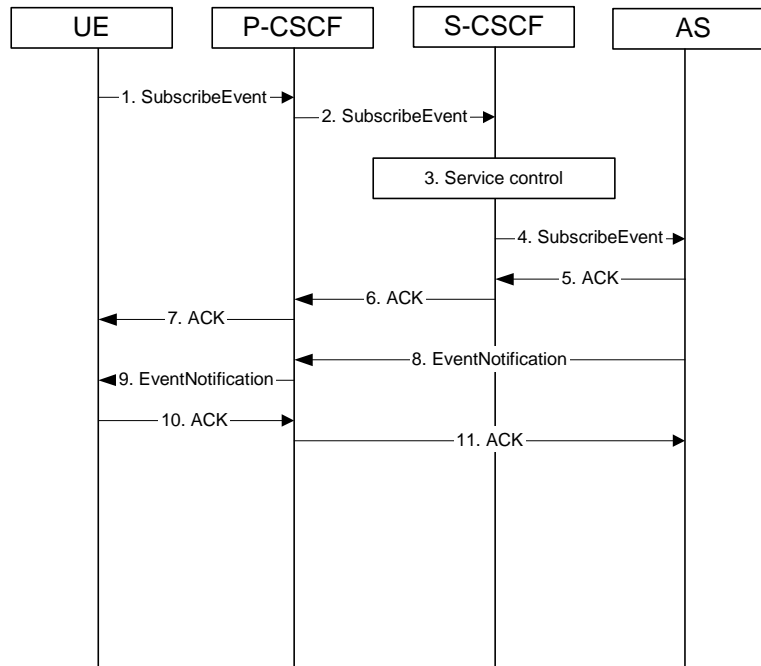 UE
P-CSCF
S-CSCF
AS
1. SubscribeEvent
2. SubscribeEvent
3. Service control
4. SubscribeEvent
5. ACK
6. ACK
7. ACK
8. EventNotification
9. EventNotification
10. ACK
11. ACK